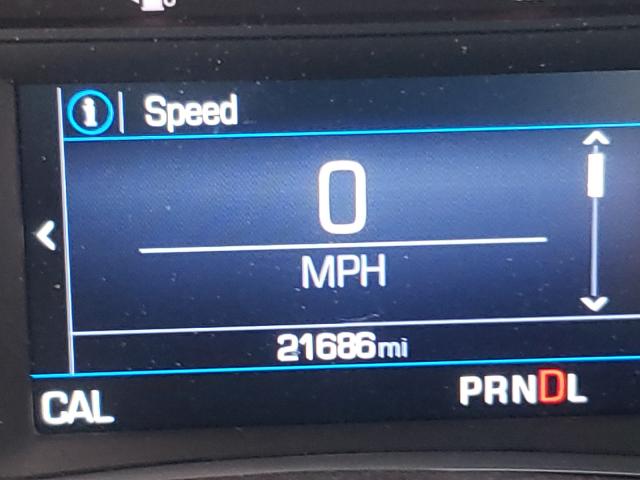 i Speed
0
MPH
21686mi
CAL PRNDL